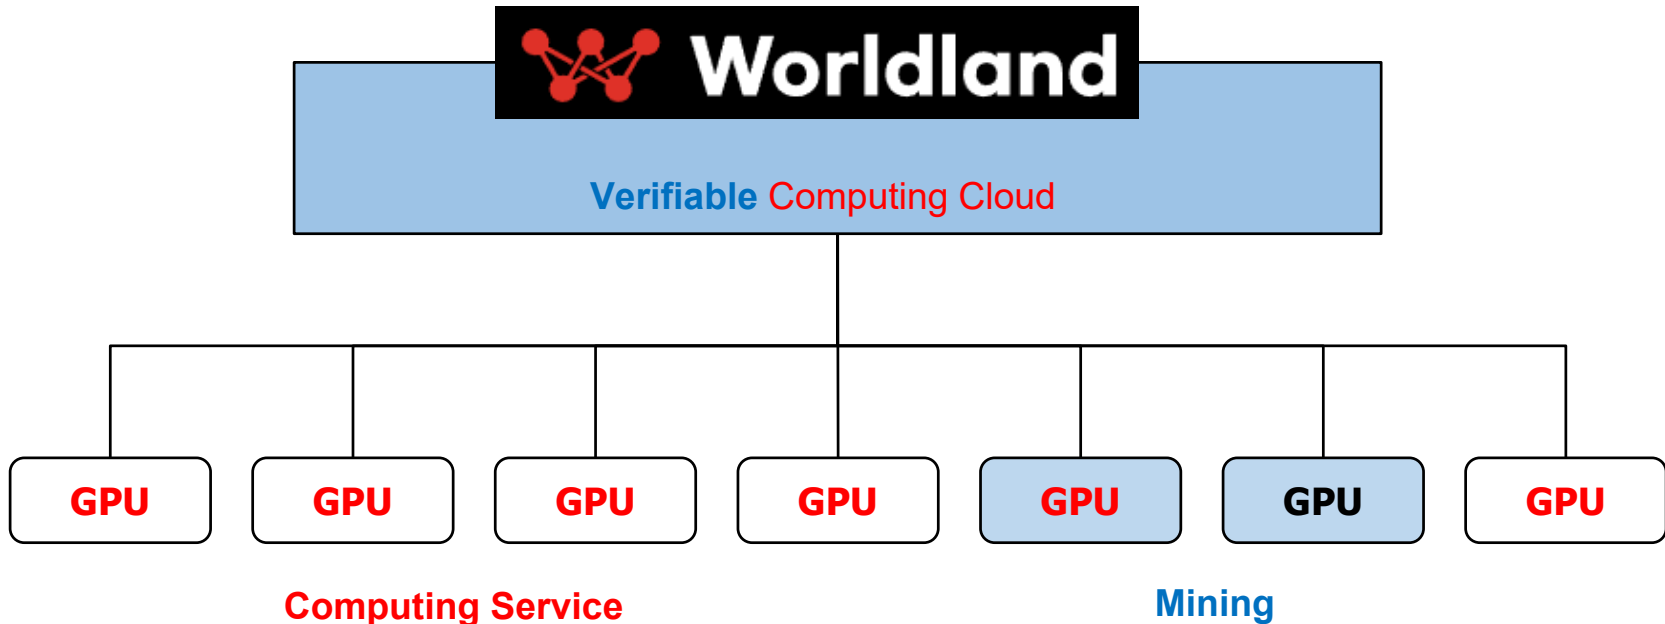 Worldland
Verifiable Computing Cloud
GPU GPU GPU GPU GPU GPU GPU
Computing Service Mining